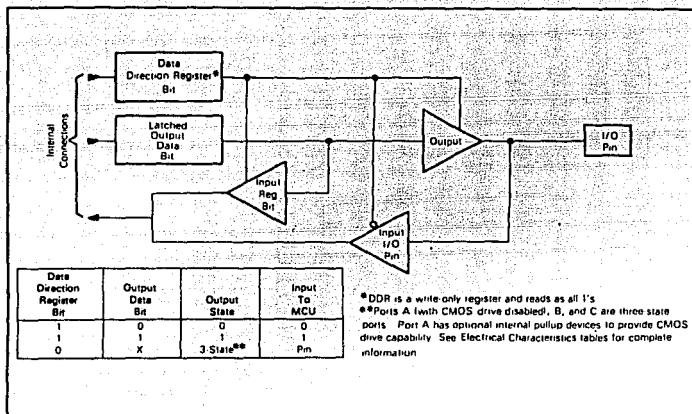 Data
Direction Register*
Bit
Latched
Output
Data
Bit
Internal
Connections
Output
I/O
Pin
Input
Reg
Bit
Input
I/O
Pin
Data Direction Register Bit | Output Data Bit | Output State | Input To MCU
1 | 0 | 0 | 0
1 | 1 | 1 | 1
0 | X | 3-State** | Pin
*DDR is a write-only register and reads as all 1's
**Ports A (with CMOS drive disabled), B, and C are three state
ports Port A has optional internal pullup devices to provide CMOS
drive capability See Electrical Characteristics tables for complete
information